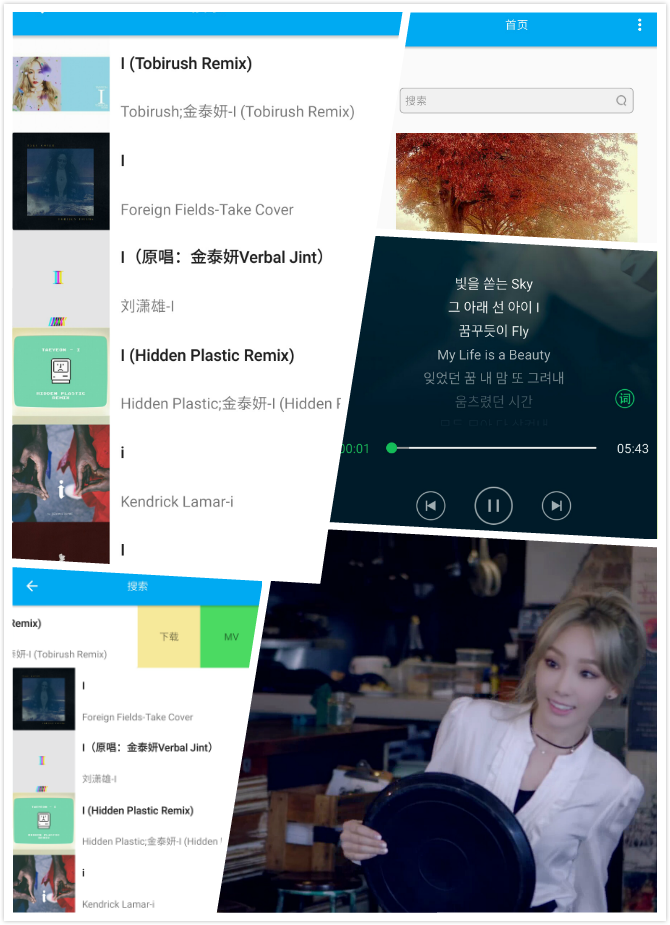 I (Tobirush Remix)
Tobirush;金泰妍-I (Tobirush Remix)
I
Foreign Fields-Take Cover
I（原唱：金泰妍Verbal Jint）
刘潇雄-I
TAEYEON - I
HIDDEN PLASTIC
REMIX
I (Hidden Plastic Remix)
Hidden Plastic;金泰妍-I (Hidden
i
i
Kendrick Lamar-i
I
首页
搜索
빛을 쏟는 Sky
그 아래 선 아이 I
꿈꾸듯이 Fly
My Life is a Beauty
잊었던 꿈 내 맘 또 그려내
움츠렸던 시간
词
00:01
05:43
搜索
Remix)
妍-I (Tobirush Remix)
下载
MV
I
Foreign Fields-Take Cover
I（原唱：金泰妍Verbal Jint）
刘潇雄-I
I (Hidden Plastic Remix)
Hidden Plastic;金泰妍-I (Hidden
i
i
Kendrick Lamar-i